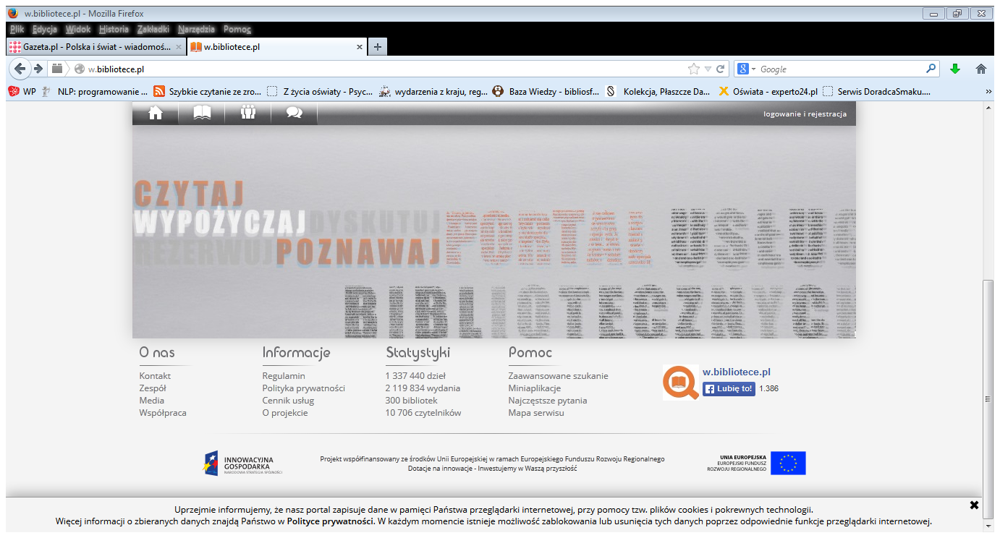 w.bibliotece.pl - Mozilla Firefox
Plik Edycja Widok Historia Zakładki Narzędzia Pomoc
Gazeta.pl - Polska i świat - wiadomoś... w.bibliotece.pl
w.bibliotece.pl Google
WP NLP: programowanie ... Szybkie czytanie ze zro... Z życia oświaty - Psyc... wydarzenia z kraju, reg... Baza Wiedzy - bibliosf... Kolekcja, Płaszcze Da... Oświata - experto24.pl Serwis DoradcaSmaku....
logowanie i rejestracja
CZYTAJ
WYPOŻYCZAJ DYSKUTUJ
POZNAWAJ
O nas
Kontakt
Zespół
Media
Współpraca
Informacje
Regulamin
Polityka prywatności
Cennik usług
O projekcie
Statystyki
1 337 440 dzieł
2 119 834 wydania
300 bibliotek
10 706 czytelników
Pomoc
Zaawansowane szukanie
Miniaplikacje
Najczęstsze pytania
Mapa serwisu
w.bibliotece.pl
Lubię to! 1.386
INNOWACYJNA
GOSPODARKA
NARODOWA STRATEGIA SPÓJNOŚCI
Projekt współfinansowany ze środków Unii Europejskiej w ramach Europejskiego Funduszu Rozwoju Regionalnego
Dotacje na innowacje - Inwestujemy w Waszą przyszłość
UNIA EUROPEJSKA
EUROPEJSKI FUNDUSZ
ROZWOJU REGIONALNEGO
Uprzejmie informujemy, że nasz portal zapisuje dane w pamięci Państwa przeglądarki internetowej, przy pomocy tzw. plików cookies i pokrewnych technologii.
Więcej informacji o zbieranych danych znajdą Państwo w Polityce prywatności. W każdym momencie istnieje możliwość zablokowania lub usunięcia tych danych poprzez odpowiednie funkcje przeglądarki internetowej.